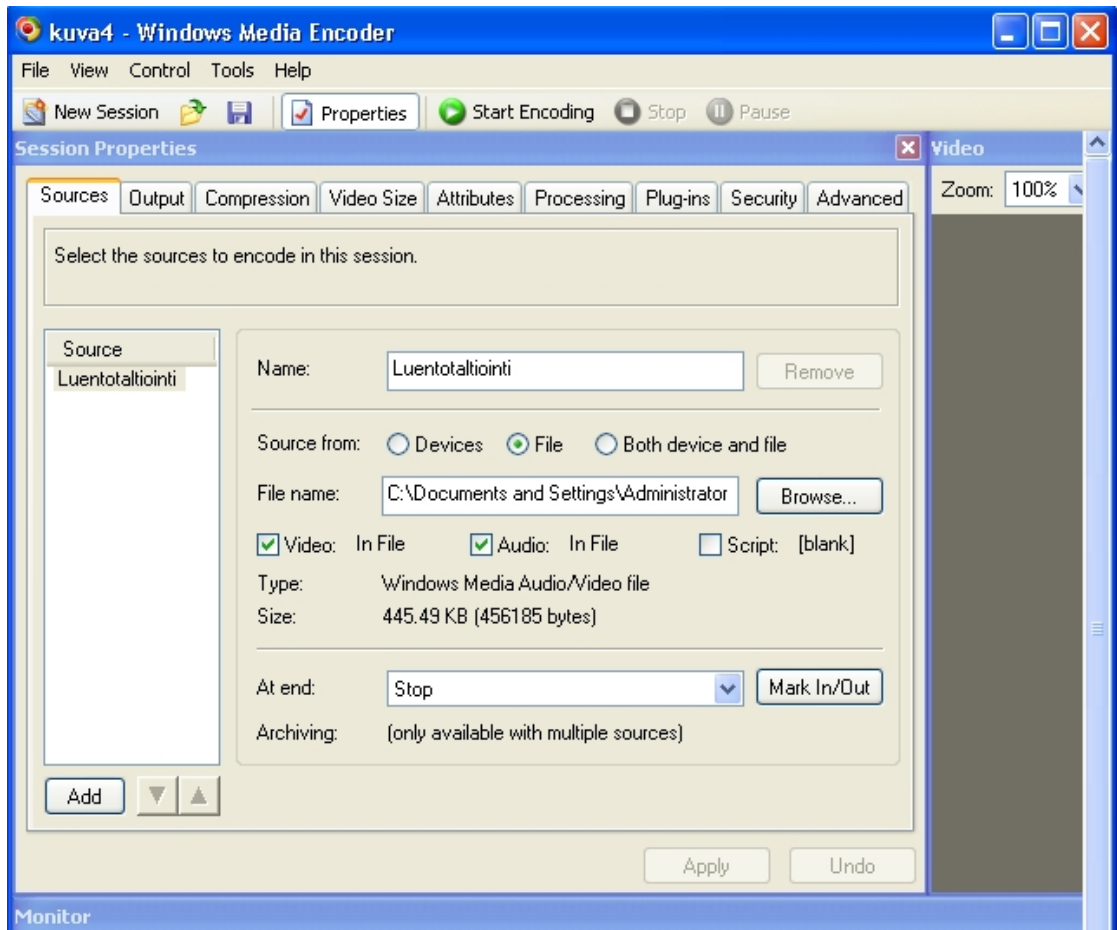 kuva4 - Windows Media Encoder
File View Control Tools Help
New Session Properties Start Encoding Stop Pause
Session Properties
Video
Sources Output Compression Video Size Attributes Processing Plug-ins Security Advanced
Zoom: 100%
Select the sources to encode in this session.
Source
Luentotaltiointi
Name: Luentotaltiointi Remove
Source from: Devices File Both device and file
File name: C:\Documents and Settings\Administrator Browse...
Video: In File Audio: In File Script: [blank]
Type: Windows Media Audio/Video file
Size: 445.49 KB (456185 bytes)
At end: Stop Mark In/Out
Archiving: (only available with multiple sources)
Add
Apply Undo
Monitor